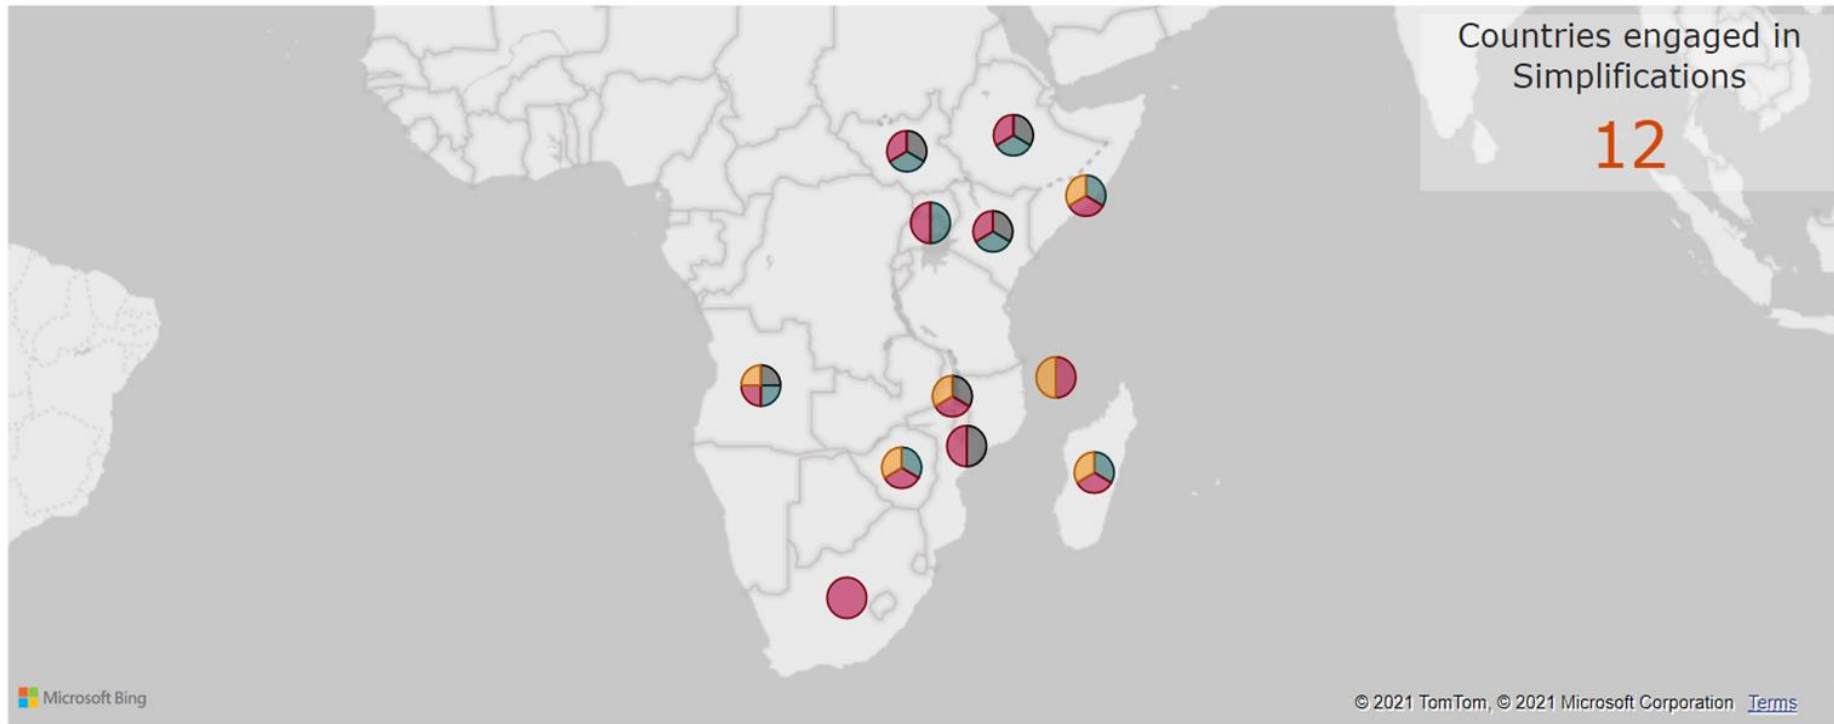 Countries engaged in
Simplifications
12
Microsoft Bing
© 2021 TomTom, © 2021 Microsoft Corporation Terms